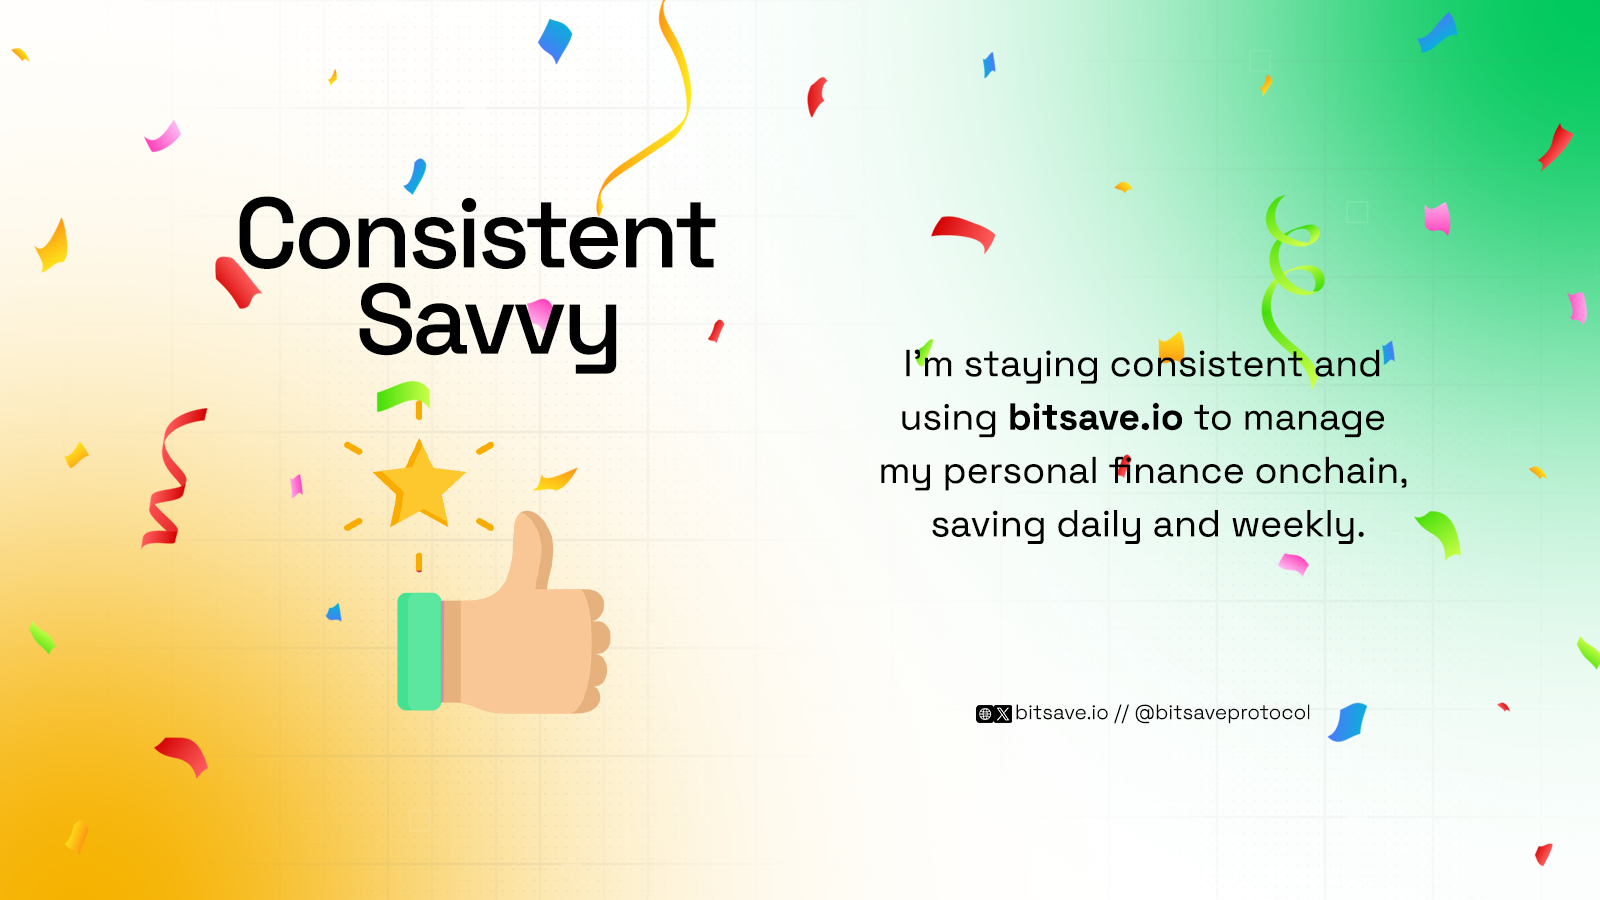 Consistent
Savvy
I'm staying consistent and
using bitsave.io to manage
my personal finance onchain,
saving daily and weekly.
bitsave.io // @bitsaveprotocol